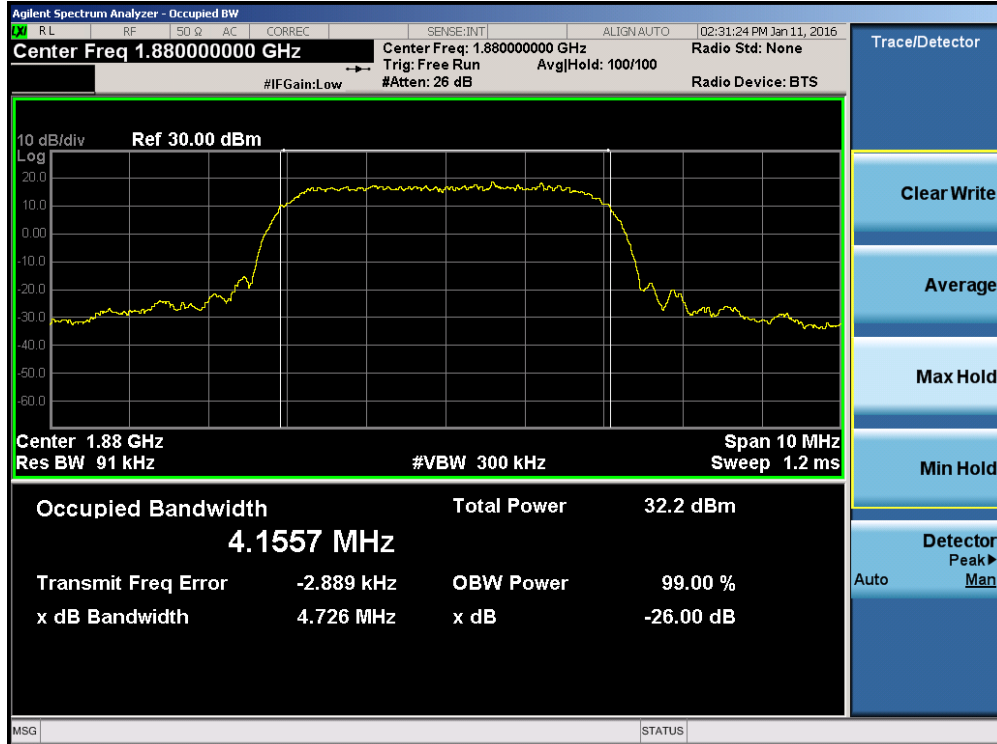 Agilent Spectrum Analyzer - Occupied BW
LXI RL RF 50 Ω AC CORREC SENSE:INT ALIGN AUTO 02:31:24 PM Jan 11, 2016
Center Freq 1.880000000 GHz
Center Freq: 1.880000000 GHz
Radio Std: None
Trig: Free Run Avg|Hold: 100/100
#IFGain:Low
#Atten: 26 dB
Radio Device: BTS
10 dB/div Ref 30.00 dBm
Log
20.0
10.0
0.00
-10.0
-20.0
-30.0
-40.0
-50.0
-60.0
Center 1.88 GHz Span 10 MHz
Res BW 91 kHz #VBW 300 kHz Sweep 1.2 ms
Occupied Bandwidth Total Power 32.2 dBm
4.1557 MHz
Transmit Freq Error -2.889 kHz OBW Power 99.00 %
x dB Bandwidth 4.726 MHz x dB -26.00 dB
Trace/Detector
Clear Write
Average
Max Hold
Min Hold
Detector
Peak▶
Auto Man
MSG STATUS